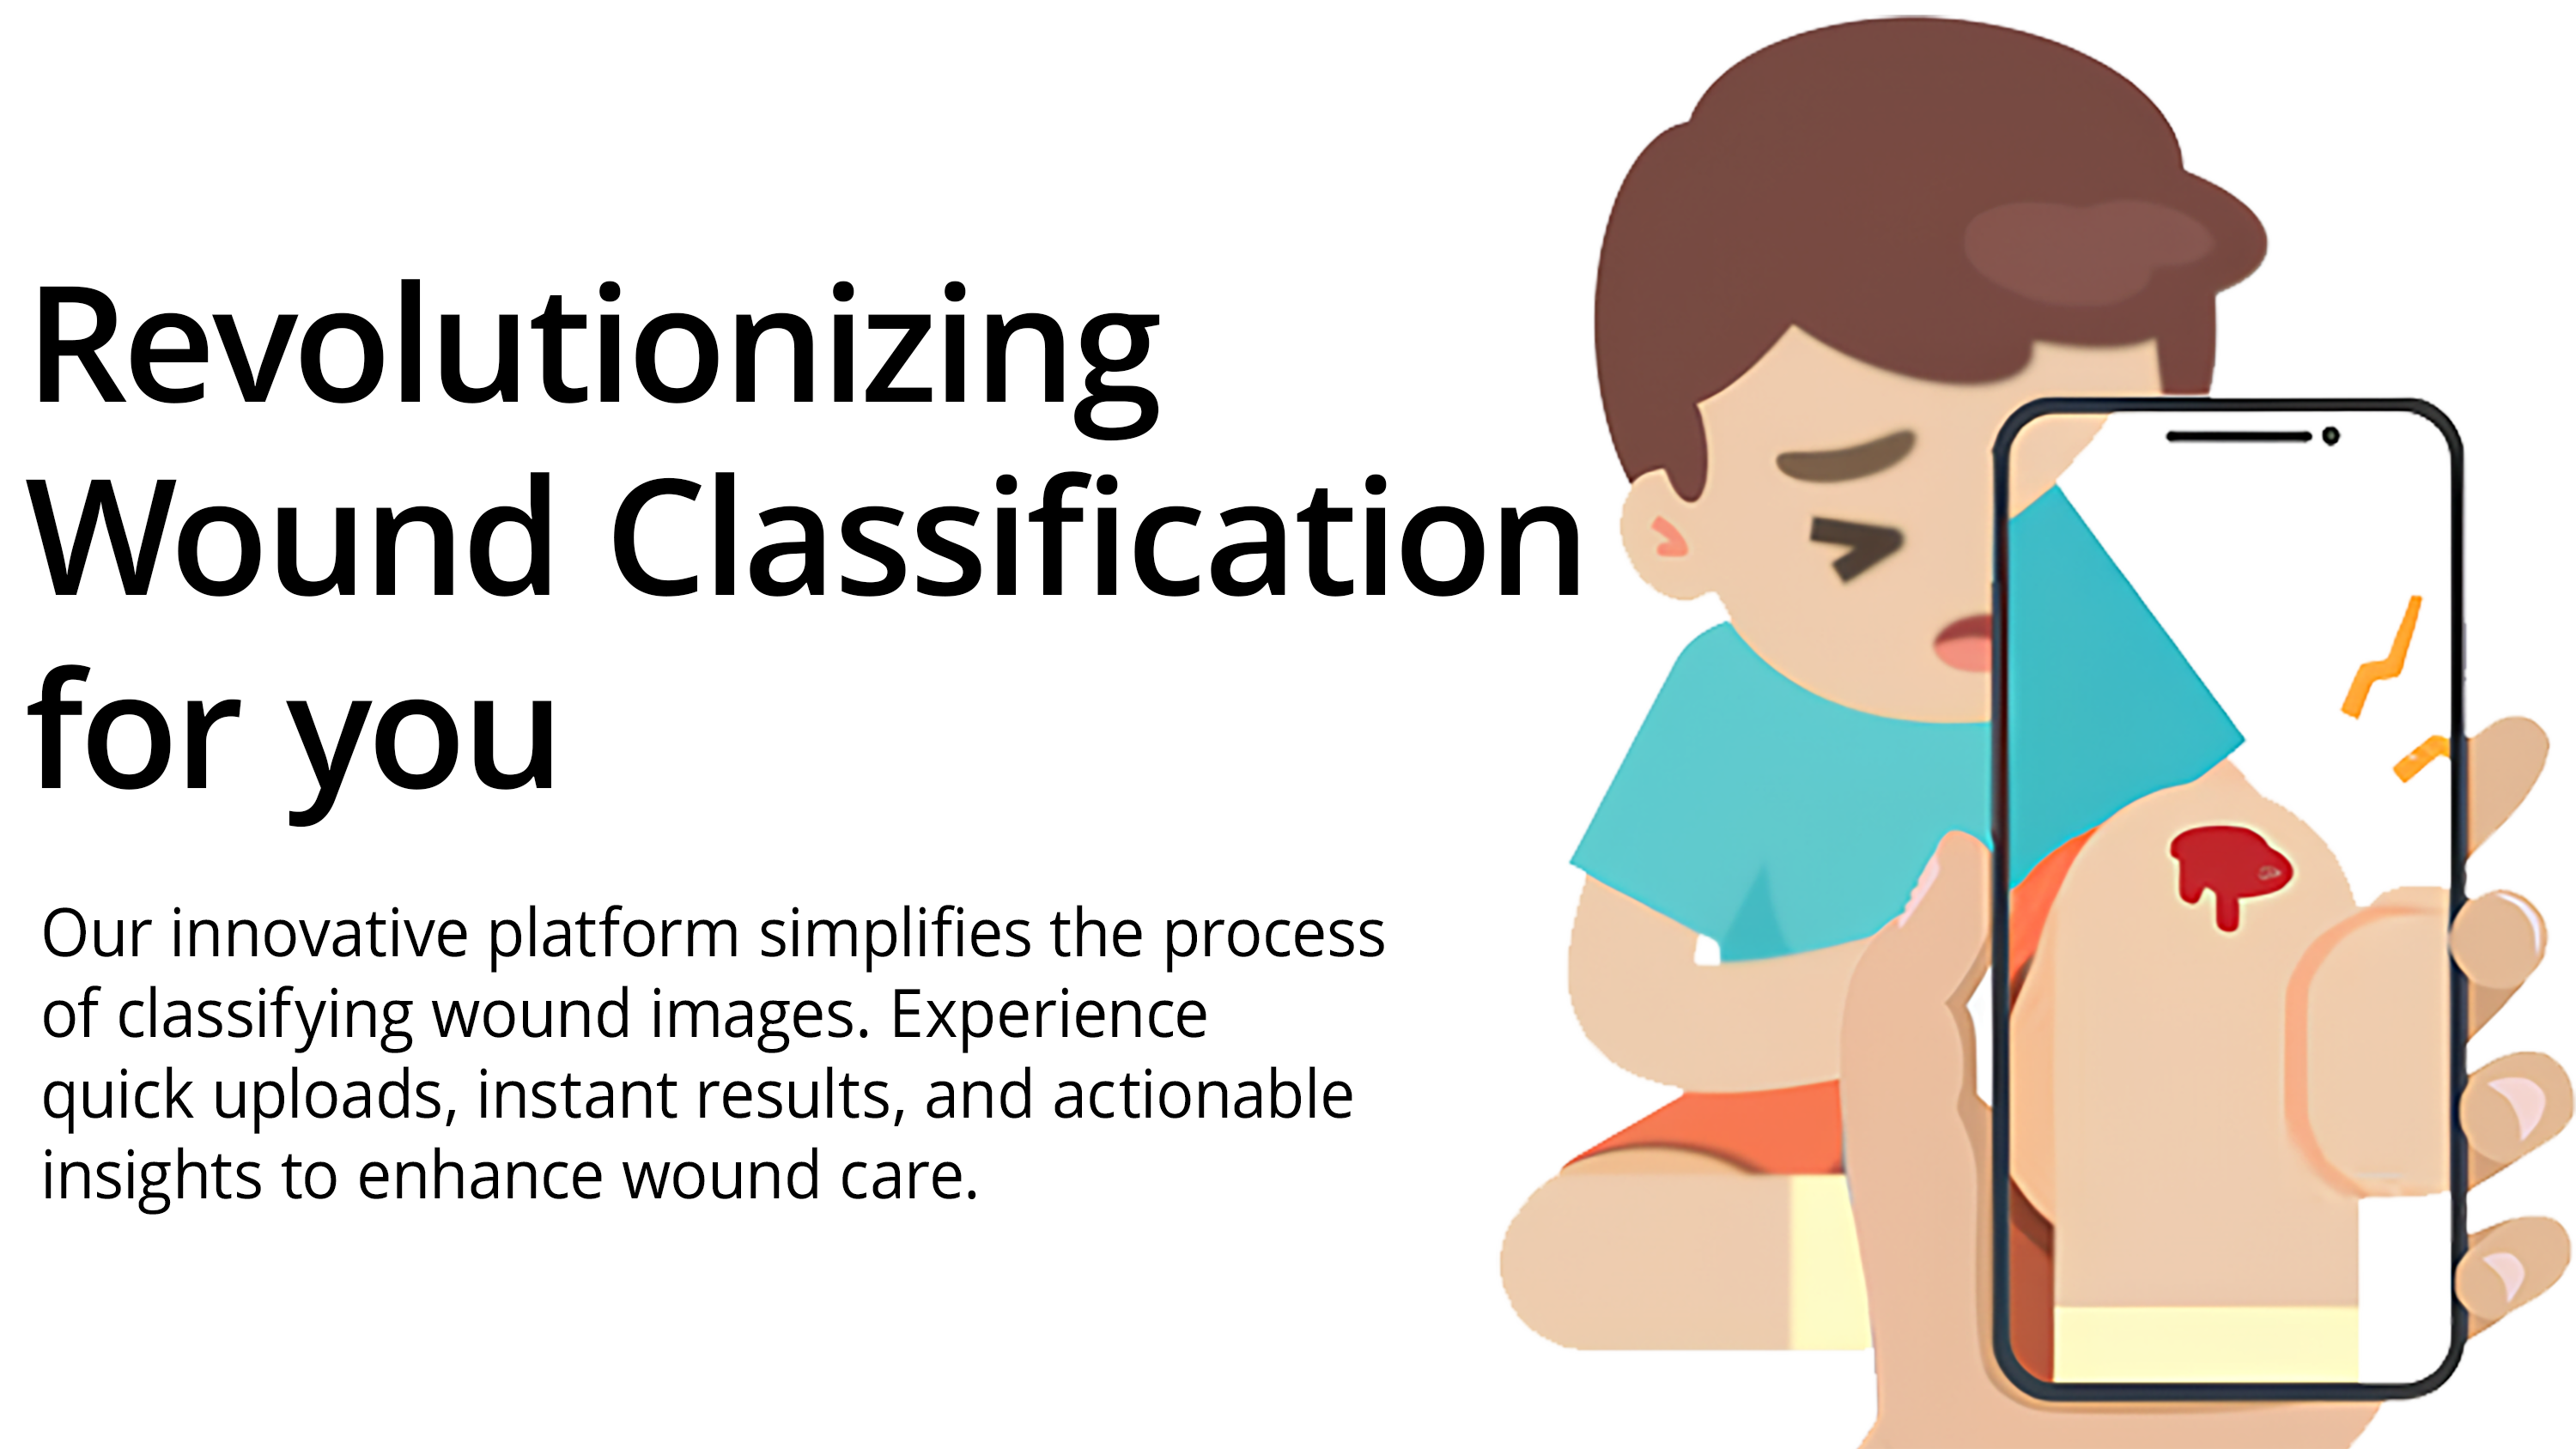 Revolutionizing
Wound Classification
for you
Our innovative platform simplifies the process
of classifying wound images. Experience
quick uploads, instant results, and actionable
insights to enhance wound care.